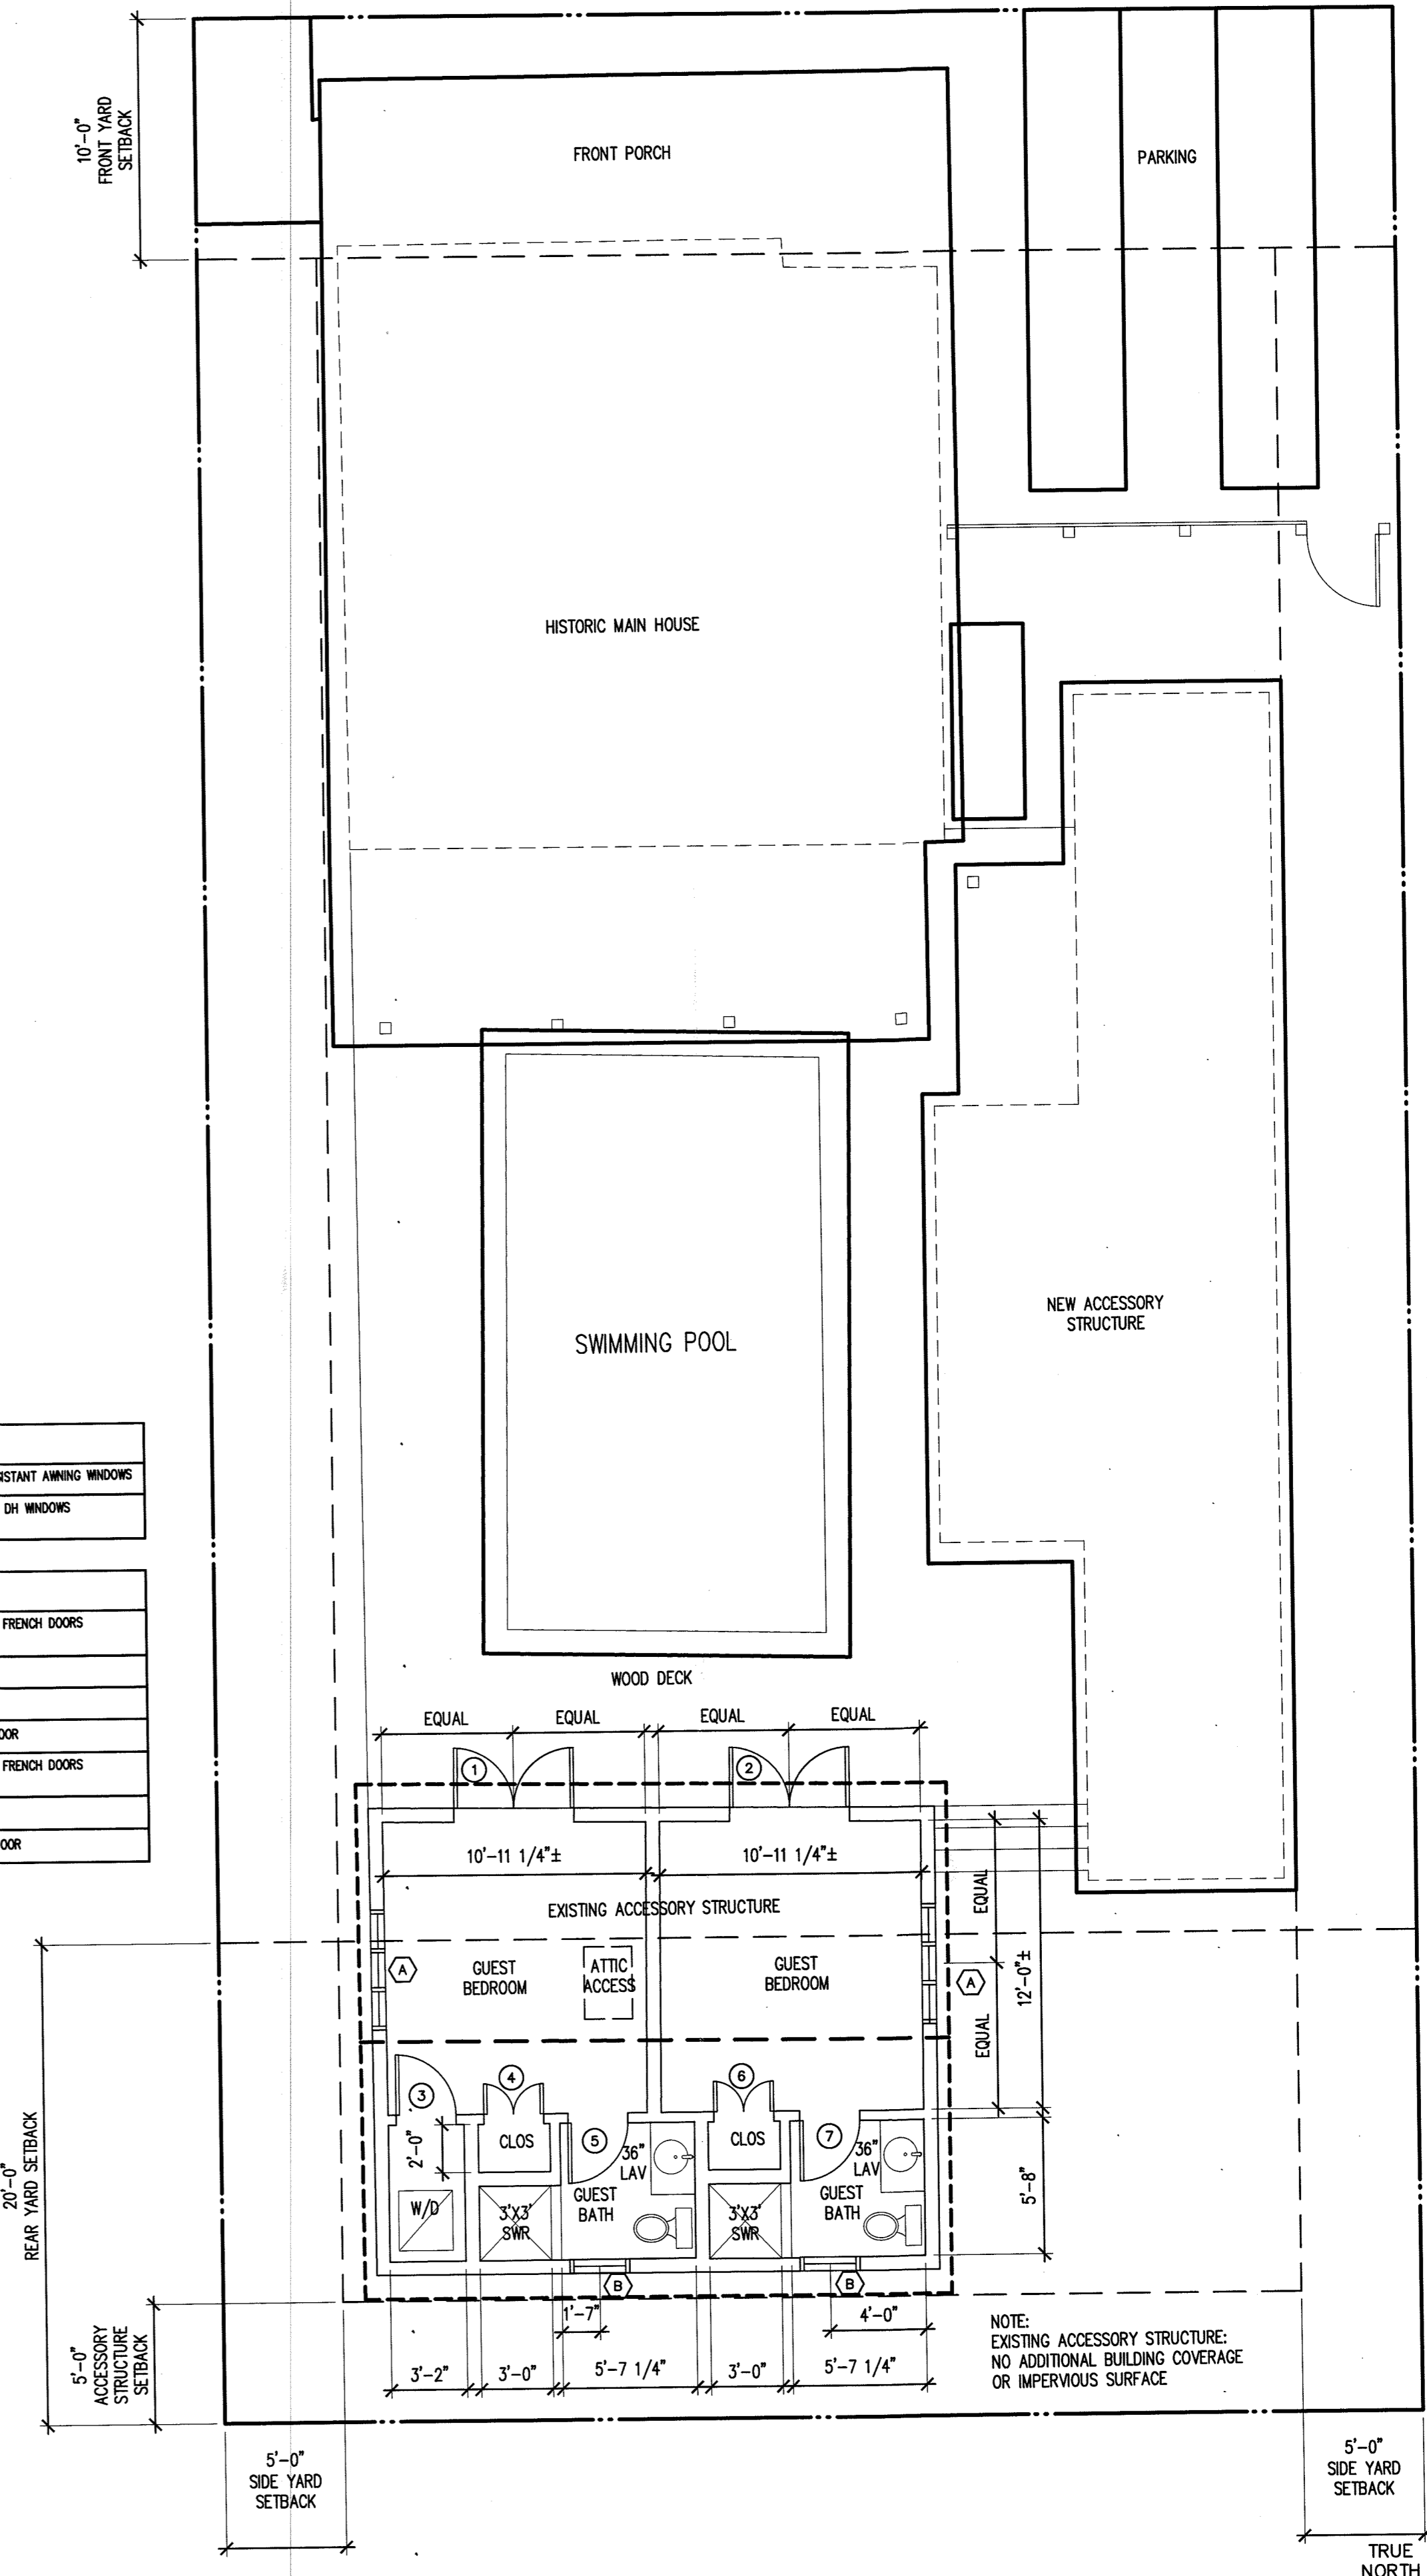 10'-0"
FRONT YARD
SETBACK
FRONT PORCH
PARKING
HISTORIC MAIN HOUSE
SWIMMING POOL
NEW ACCESSORY
STRUCTURE
AWNING WINDOWS
DH WINDOWS
FRENCH DOORS
FRENCH DOORS
WOOD DECK
EQUAL
EQUAL
EQUAL
EQUAL
1
2
10'-11 1/4"±
10'-11 1/4"±
EXISTING ACCESSORY STRUCTURE
EQUAL
EQUAL
12'-0"±
A
GUEST
BEDROOM
ATTIC
ACCESS
GUEST
BEDROOM
A
3
4
5
6
7
2'-0"
CLOS
36"
LAV
CLOS
36"
LAV
5'-8"
W/D
3'X3'
SWR
GUEST
BATH
3'X3'
SWR
GUEST
BATH
B
B
1'-7"
4'-0"
3'-2"
3'-0"
5'-7 1/4"
3'-0"
5'-7 1/4"
NOTE:
EXISTING ACCESSORY STRUCTURE:
NO ADDITIONAL BUILDING COVERAGE
OR IMPERVIOUS SURFACE
20'-0"
REAR YARD SETBACK
5'-0"
ACCESSORY
STRUCTURE
SETBACK
5'-0"
SIDE YARD
SETBACK
5'-0"
SIDE YARD
SETBACK
TRUE
NORTH